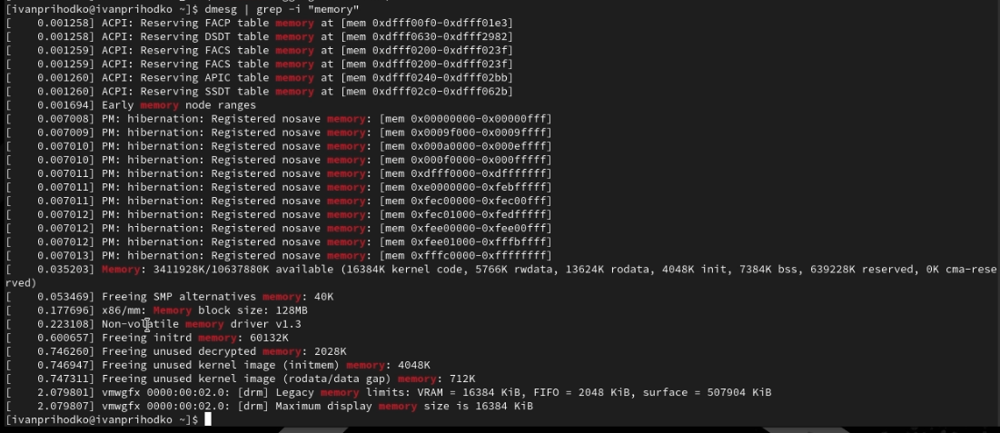 [ivanprihodko@ivanprihodko ~]$ dmesg | grep -i "memory"
[    0.001258] ACPI: Reserving FACP table memory at [mem 0xdfff00f0-0xdfff01e3]
[    0.001258] ACPI: Reserving DSDT table memory at [mem 0xdfff0630-0xdfff2982]
[    0.001259] ACPI: Reserving FACS table memory at [mem 0xdfff0200-0xdfff023f]
[    0.001259] ACPI: Reserving FACS table memory at [mem 0xdfff0200-0xdfff023f]
[    0.001260] ACPI: Reserving APIC table memory at [mem 0xdfff0240-0xdfff02bb]
[    0.001260] ACPI: Reserving SSDT table memory at [mem 0xdfff02c0-0xdfff062b]
[    0.001694] Early memory node ranges
[    0.007008] PM: hibernation: Registered nosave memory: [mem 0x00000000-0x00000fff]
[    0.007009] PM: hibernation: Registered nosave memory: [mem 0x0009f000-0x0009ffff]
[    0.007010] PM: hibernation: Registered nosave memory: [mem 0x000a0000-0x000effff]
[    0.007010] PM: hibernation: Registered nosave memory: [mem 0x000f0000-0x000fffff]
[    0.007011] PM: hibernation: Registered nosave memory: [mem 0xdfff0000-0xdfffffff]
[    0.007011] PM: hibernation: Registered nosave memory: [mem 0xe0000000-0xfebfffff]
[    0.007011] PM: hibernation: Registered nosave memory: [mem 0xfec00000-0xfec00fff]
[    0.007012] PM: hibernation: Registered nosave memory: [mem 0xfec01000-0xfedfffff]
[    0.007012] PM: hibernation: Registered nosave memory: [mem 0xfee00000-0xfee00fff]
[    0.007012] PM: hibernation: Registered nosave memory: [mem 0xfee01000-0xfffbffff]
[    0.007013] PM: hibernation: Registered nosave memory: [mem 0xfffc0000-0xffffffff]
[    0.035203] Memory: 3411928K/10637880K available (16384K kernel code, 5766K rwdata, 13624K rodata, 4048K init, 7384K bss, 639228K reserved, 0K cma-rese
rved)
[    0.053469] Freeing SMP alternatives memory: 40K
[    0.177696] x86/mm: Memory block size: 128MB
[    0.223108] Non-volatile memory driver v1.3
[    0.600657] Freeing initrd memory: 60132K
[    0.746260] Freeing unused decrypted memory: 2028K
[    0.746947] Freeing unused kernel image (initmem) memory: 4048K
[    0.747311] Freeing unused kernel image (rodata/data gap) memory: 712K
[    2.079801] vmwgfx 0000:00:02.0: [drm] Legacy memory limits: VRAM = 16384 KiB, FIFO = 2048 KiB, surface = 507904 KiB
[    2.079807] vmwgfx 0000:00:02.0: [drm] Maximum display memory size is 16384 KiB
[ivanprihodko@ivanprihodko ~]$